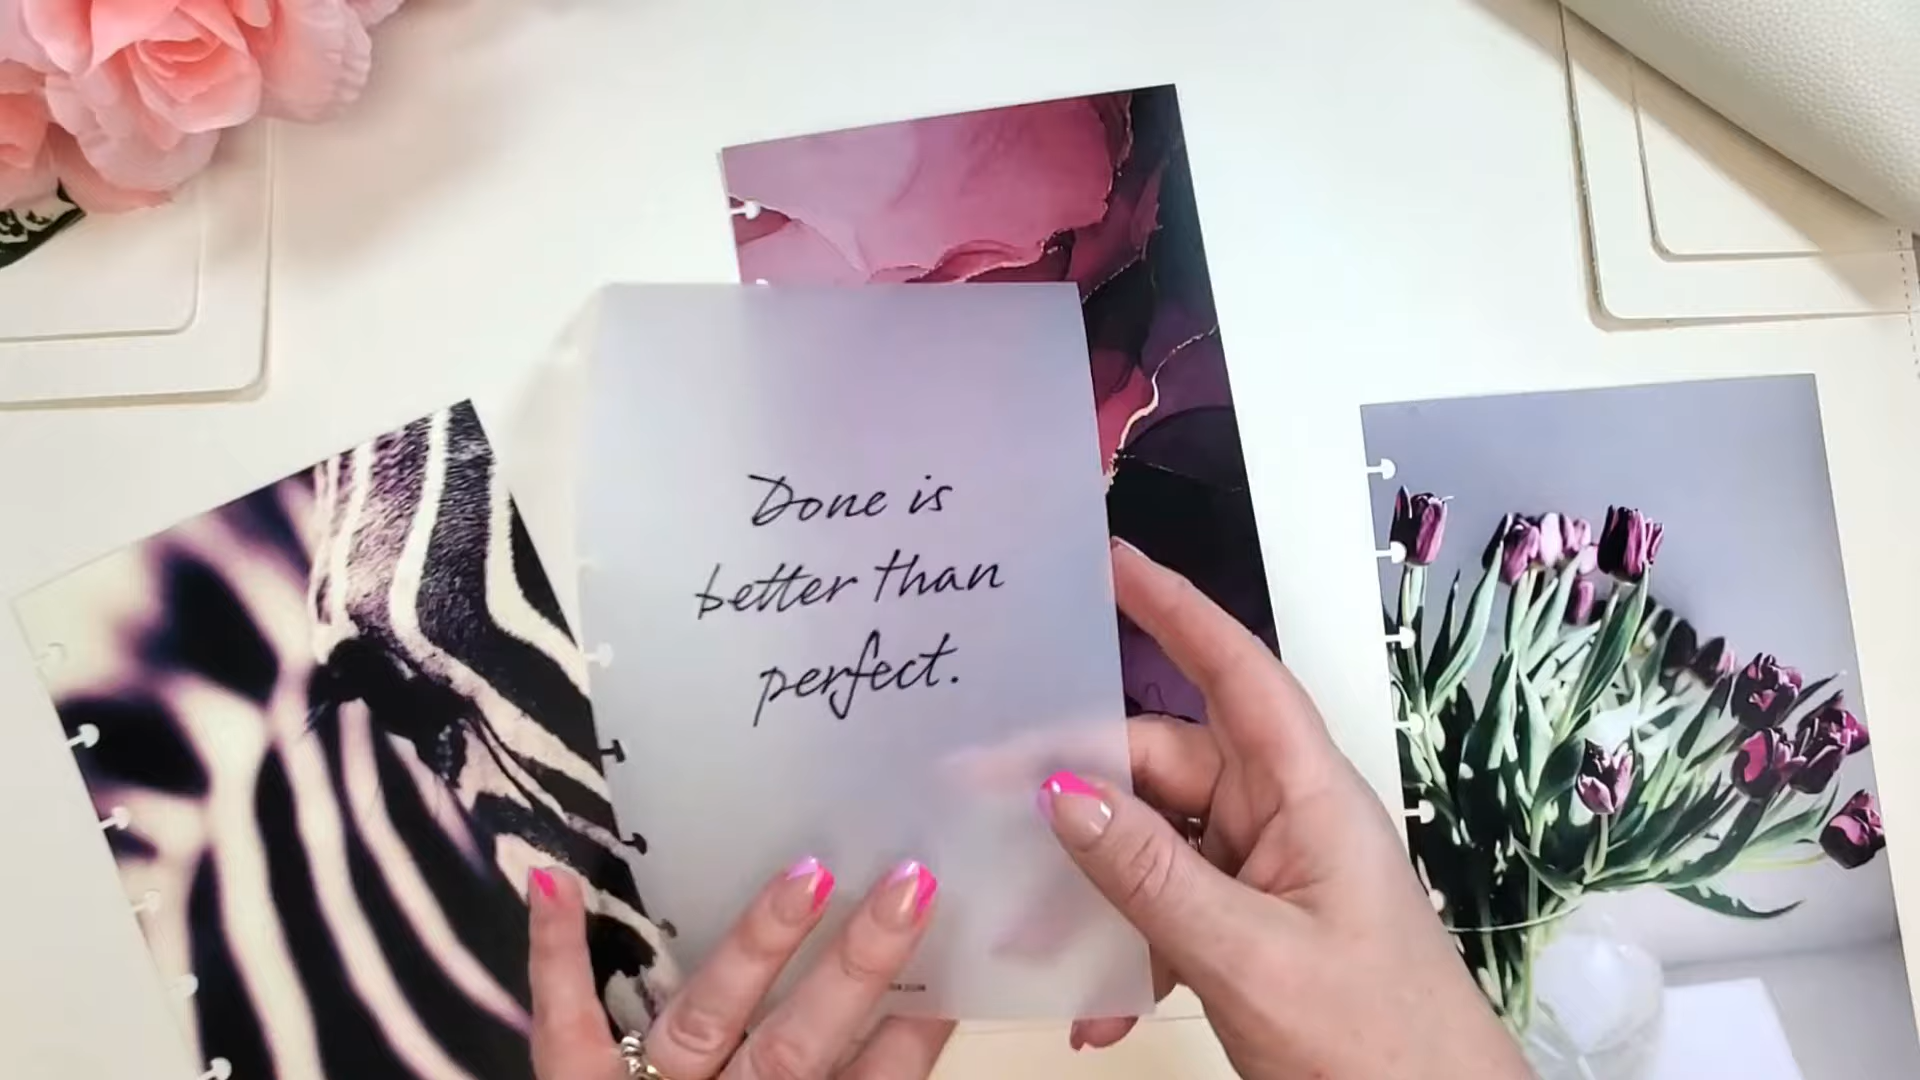 Done is
better than
perfect.